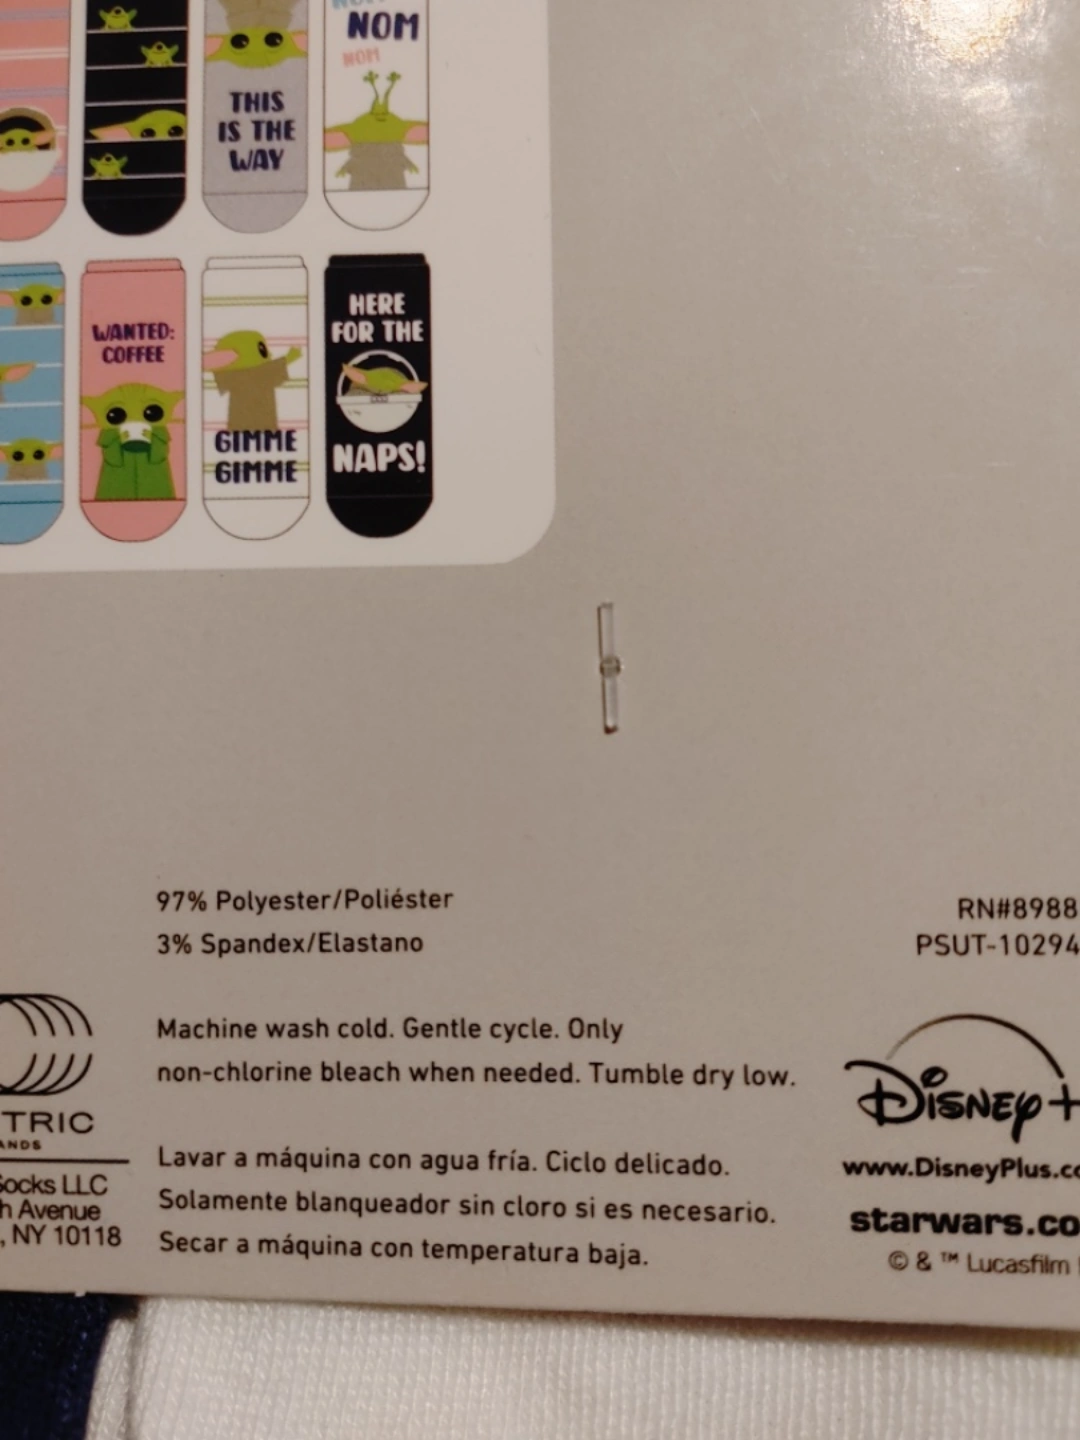 NOM
NOM
THIS
IS THE
WAY
WANTED:
COFFEE
GIMME
GIMME
HERE
FOR THE
NAPS!
97% Polyester/Poliéster
3% Spandex/Elastano
RN#8988
PSUT-10294
Machine wash cold. Gentle cycle. Only
non-chlorine bleach when needed. Tumble dry low.
Lavar a máquina con agua fría. Ciclo delicado.
Solamente blanqueador sin cloro si es necesario.
Secar a máquina con temperatura baja.
TRIC
ANDS
Socks LLC
h Avenue
, NY 10118
Disney+
www.DisneyPlus.co
starwars.co
© & ™ Lucasfilm